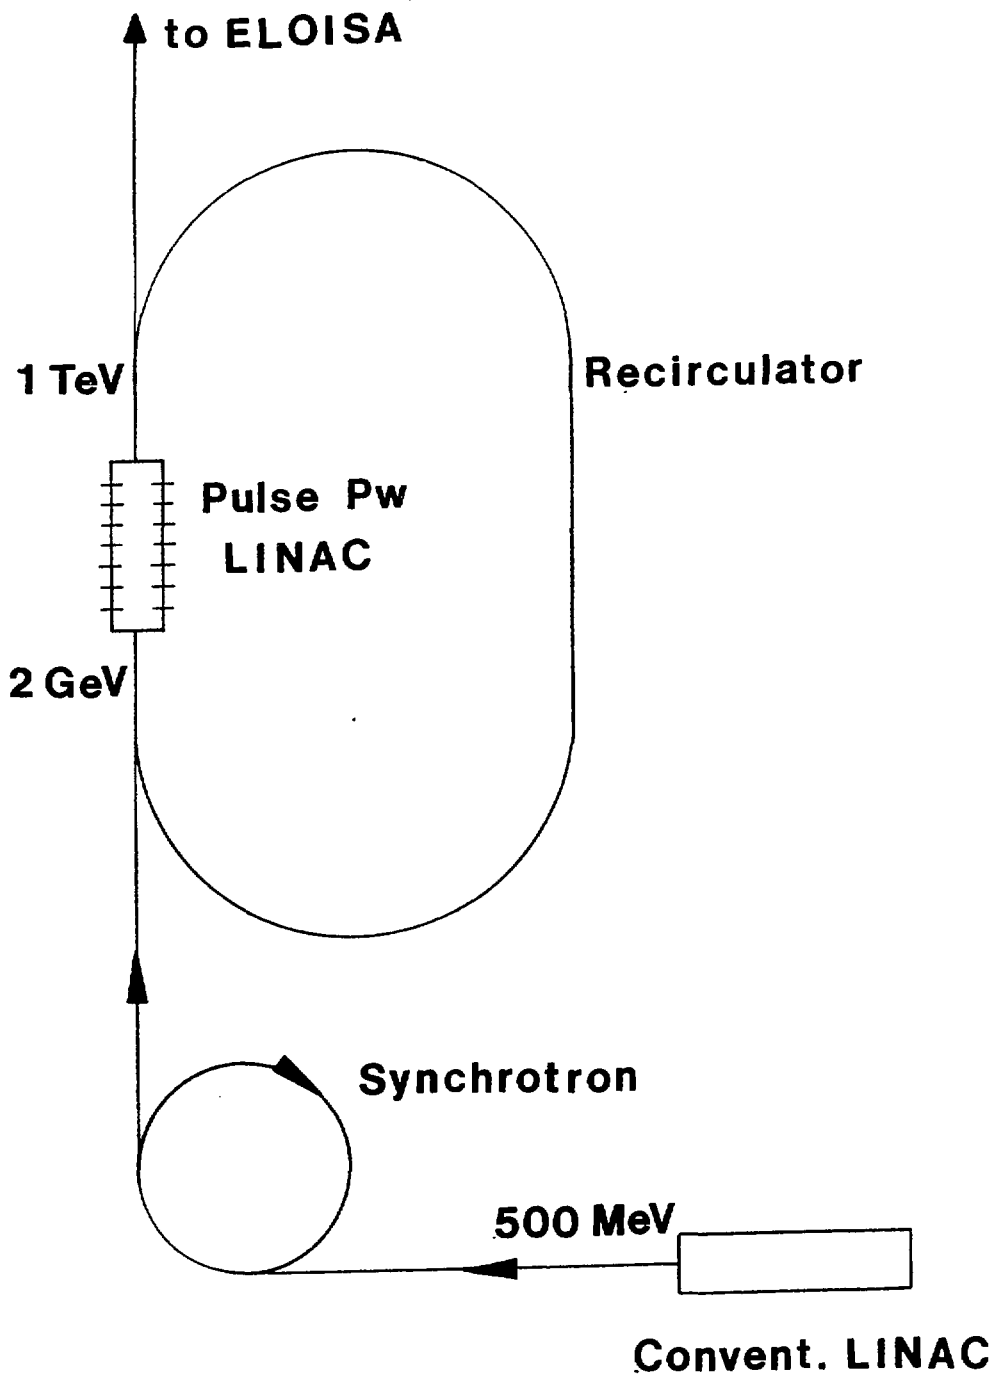 to ELOISA
1 TeV
Recirculator
Pulse Pw
LINAC
2 GeV
Synchrotron
500 MeV
Convent. LINAC